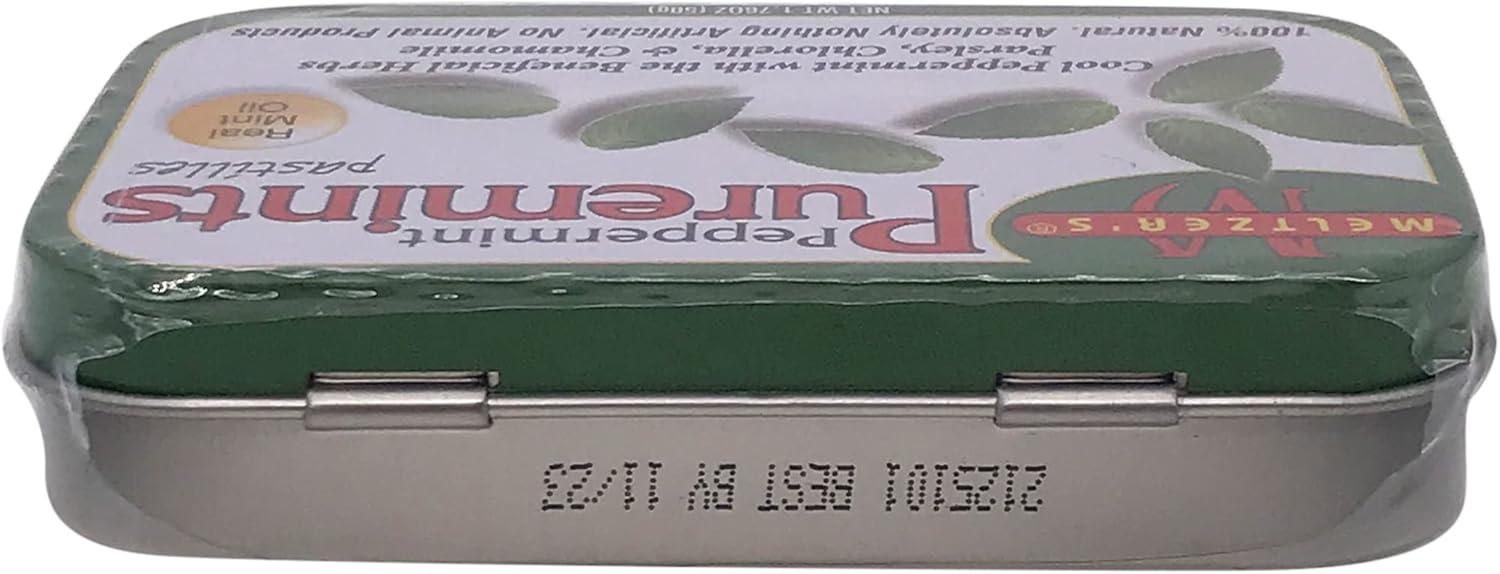 2125101 BEST BY 11/23
MELTZER'S®
M
Peppermint
Puremints
pastilles
Real
Mint
Oil
Cool Peppermint with the Beneficial Herbs
Parsley, Chlorella, & Chamomile
100% Natural. Absolutely Nothing Artificial. No Animal Products
NET WT 1.76OZ (50g)